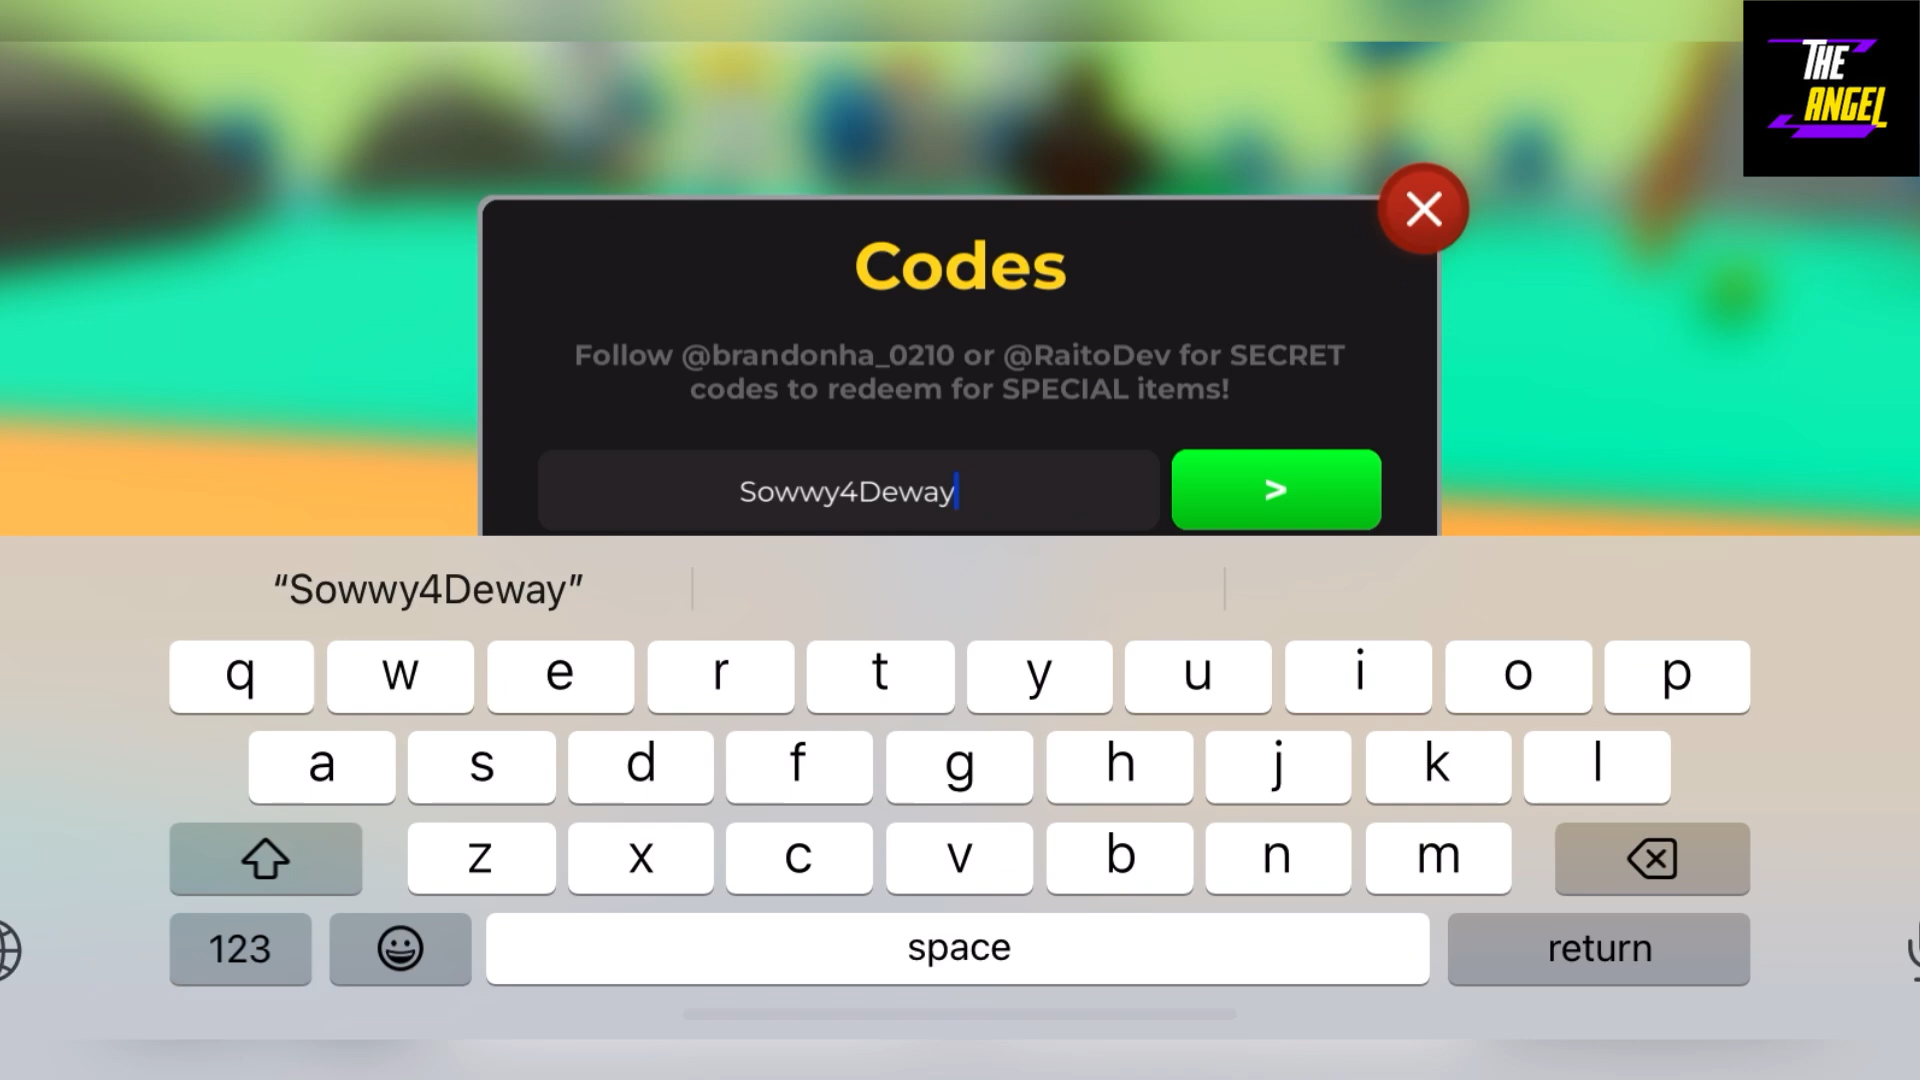 THE
ANGEL
Codes
Follow @brandonha_0210 or @RaitoDev for SECRET
codes to redeem for SPECIAL items!
Sowwy4Deway
>
“Sowwy4Deway”
q w e r t y u i o p
a s d f g h j k l
z x c v b n m
123 space return